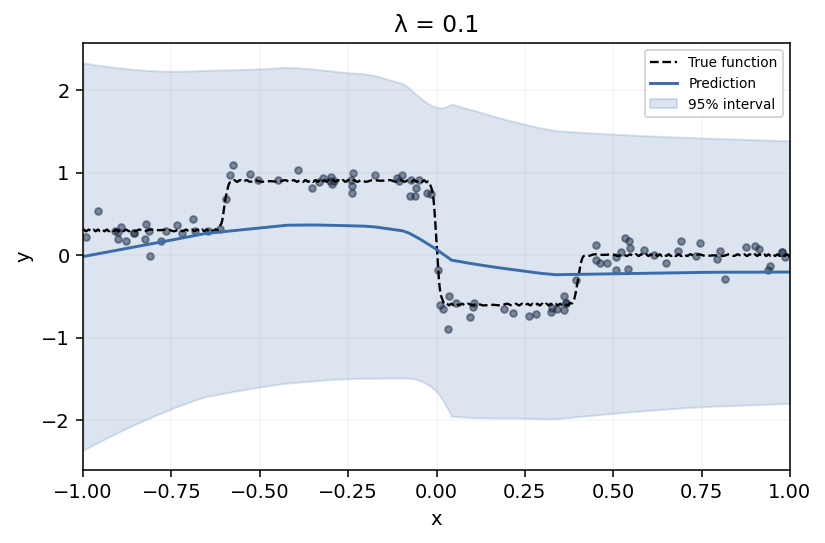 λ = 0.1
True function
Prediction
95% interval
y
2
1
0
−1
−2
−1.00 −0.75 −0.50 −0.25 0.00 0.25 0.50 0.75 1.00
x